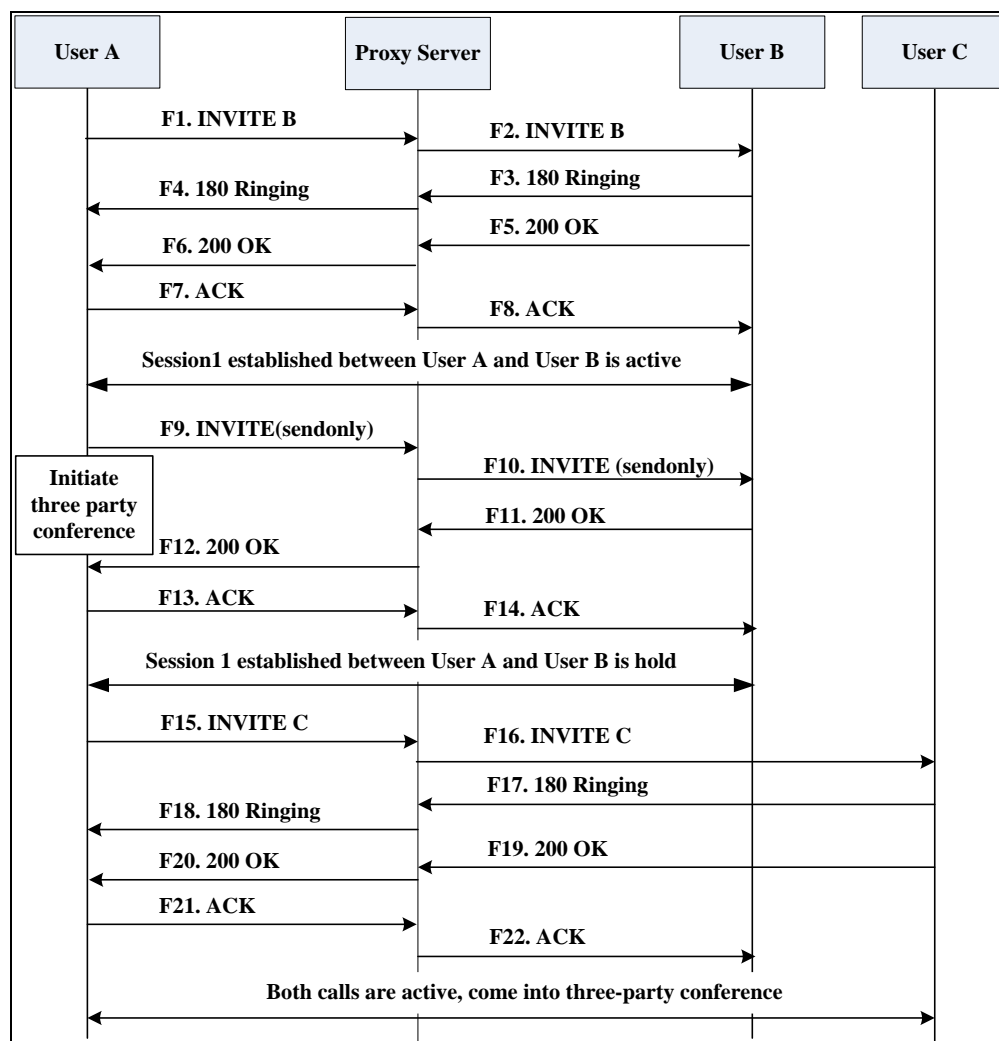 User A
Proxy Server
User B
User C
F1. INVITE B
F2. INVITE B
F3. 180 Ringing
F4. 180 Ringing
F5. 200 OK
F6. 200 OK
F7. ACK
F8. ACK
Session1 established between User A and User B is active
F9. INVITE(sendonly)
Initiate
three party
conference
F10. INVITE (sendonly)
F11. 200 OK
F12. 200 OK
F13. ACK
F14. ACK
Session 1 established between User A and User B is hold
F15. INVITE C
F16. INVITE C
F17. 180 Ringing
F18. 180 Ringing
F19. 200 OK
F20. 200 OK
F21. ACK
F22. ACK
Both calls are active, come into three-party conference